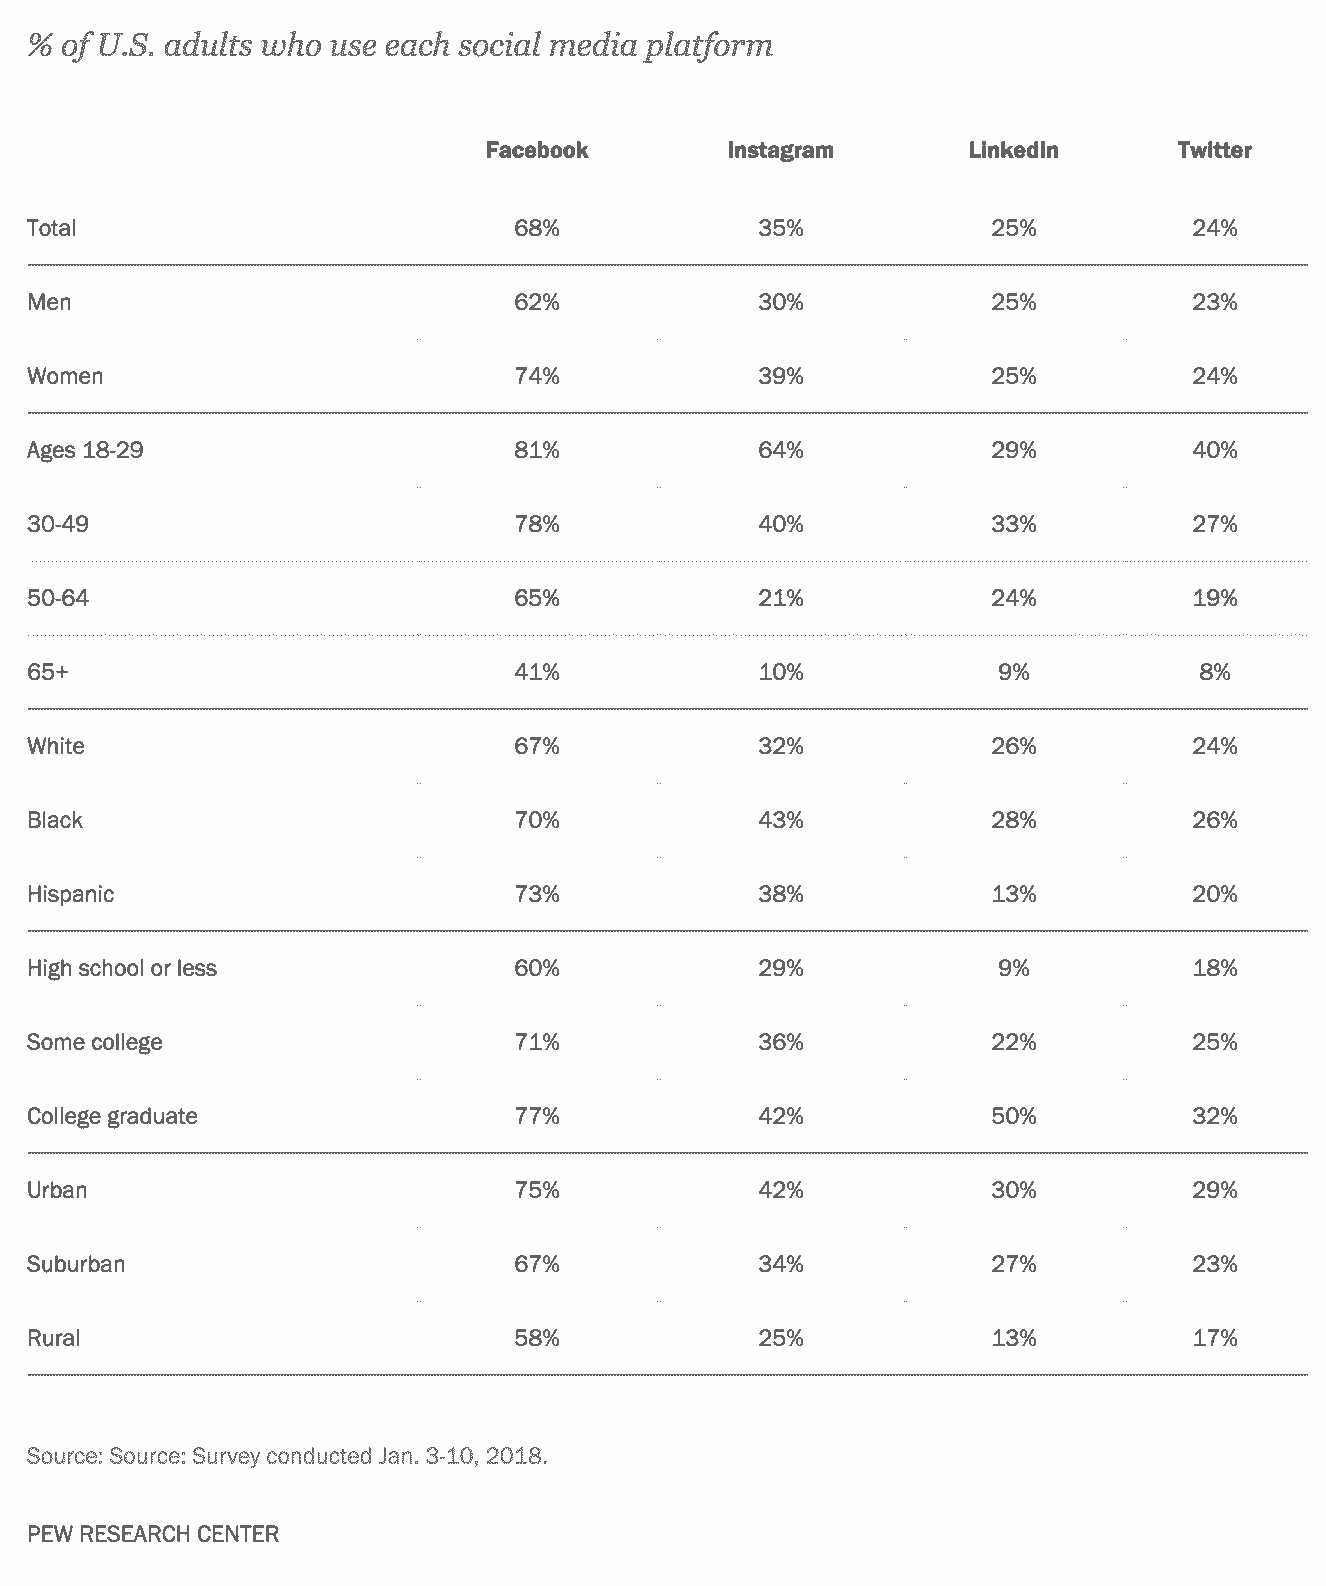 % of U.S. adults who use each social media platform
Facebook Instagram LinkedIn Twitter
Total 68% 35% 25% 24%
Men 62% 30% 25% 23%
Women 74% 39% 25% 24%
Ages 18-29 81% 64% 29% 40%
30-49 78% 40% 33% 27%
50-64 65% 21% 24% 19%
65+ 41% 10% 9% 8%
White 67% 32% 26% 24%
Black 70% 43% 28% 26%
Hispanic 73% 38% 13% 20%
High school or less 60% 29% 9% 18%
Some college 71% 36% 22% 25%
College graduate 77% 42% 50% 32%
Urban 75% 42% 30% 29%
Suburban 67% 34% 27% 23%
Rural 58% 25% 13% 17%
Source: Source: Survey conducted Jan. 3-10, 2018.
PEW RESEARCH CENTER